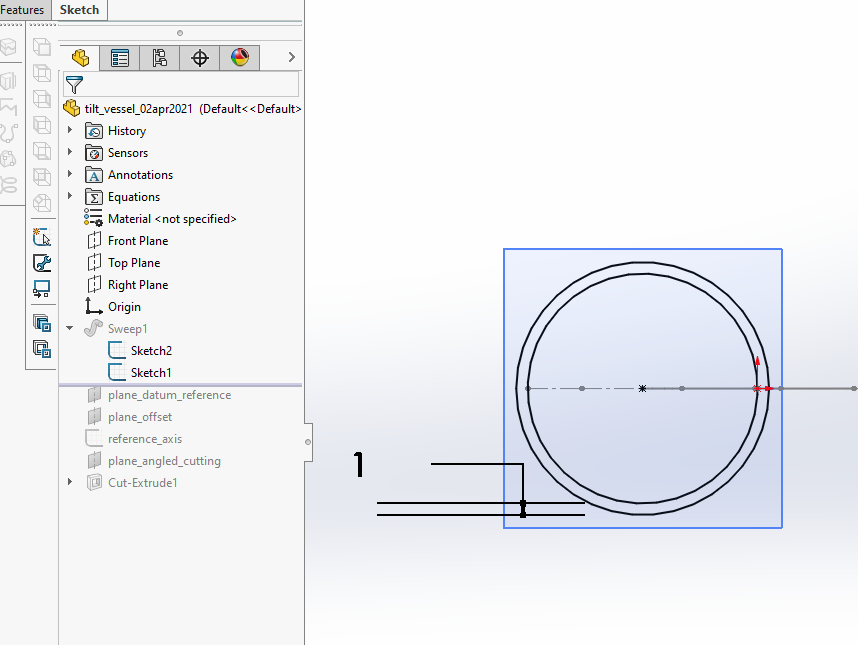 Features Sketch
tilt_vessel_02apr2021 (Default<<Default>
History
Sensors
Annotations
Equations
Material <not specified>
Front Plane
Top Plane
Right Plane
Origin
Sweep1
Sketch2
Sketch1
plane_datum_reference
plane_offset
reference_axis
plane_angled_cutting
Cut-Extrude1
1